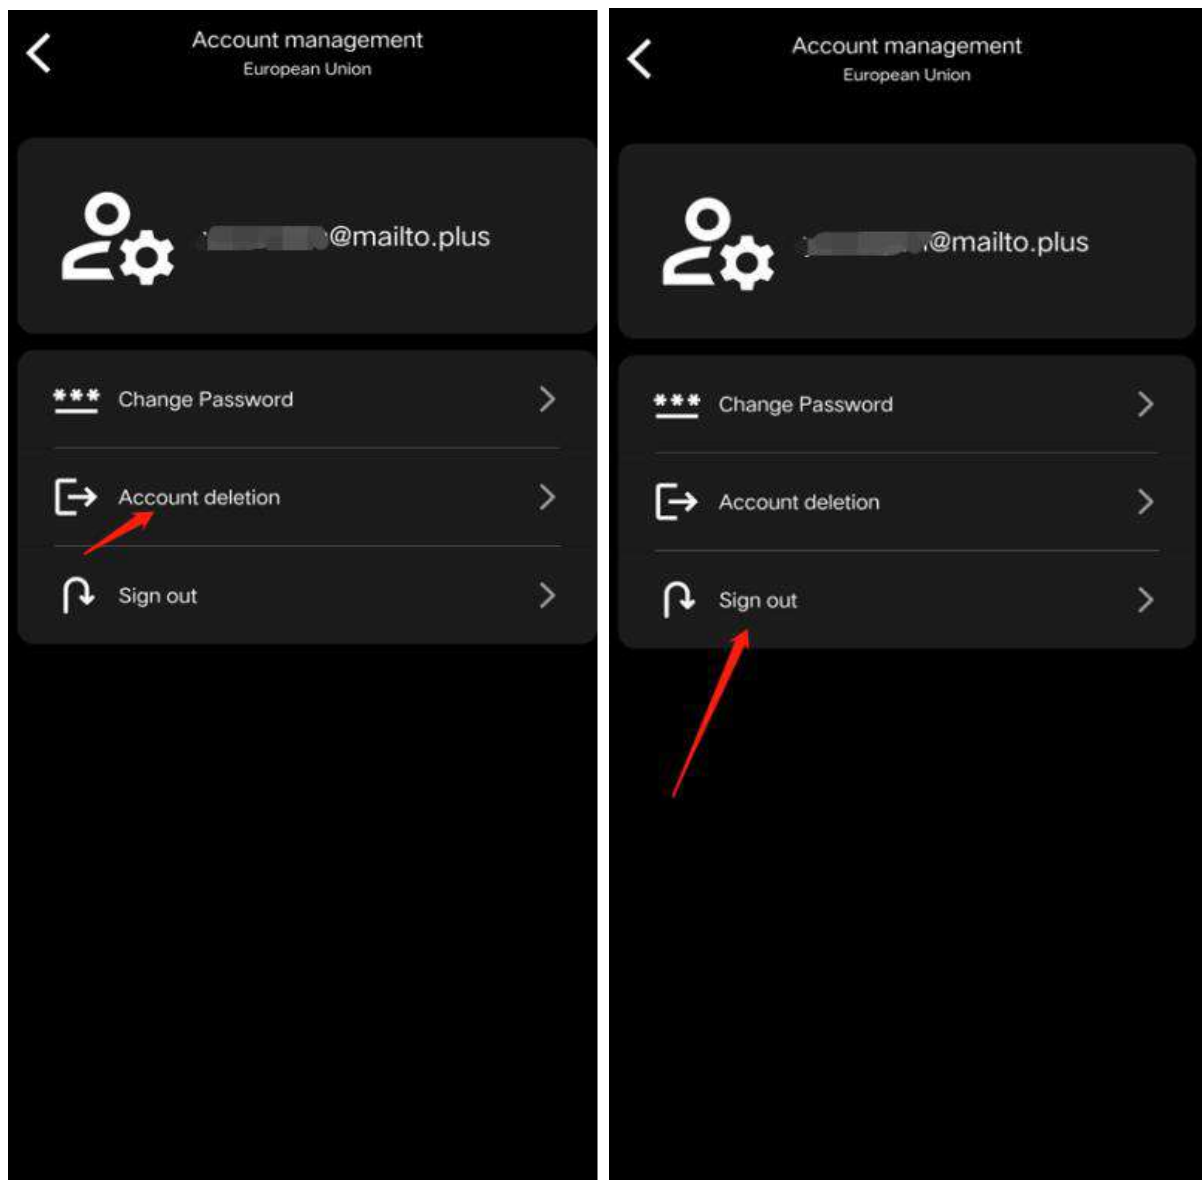 Account management
European Union
@mailto.plus
*** Change Password
Account deletion
Sign out
Account management
European Union
@mailto.plus
*** Change Password
Account deletion
Sign out